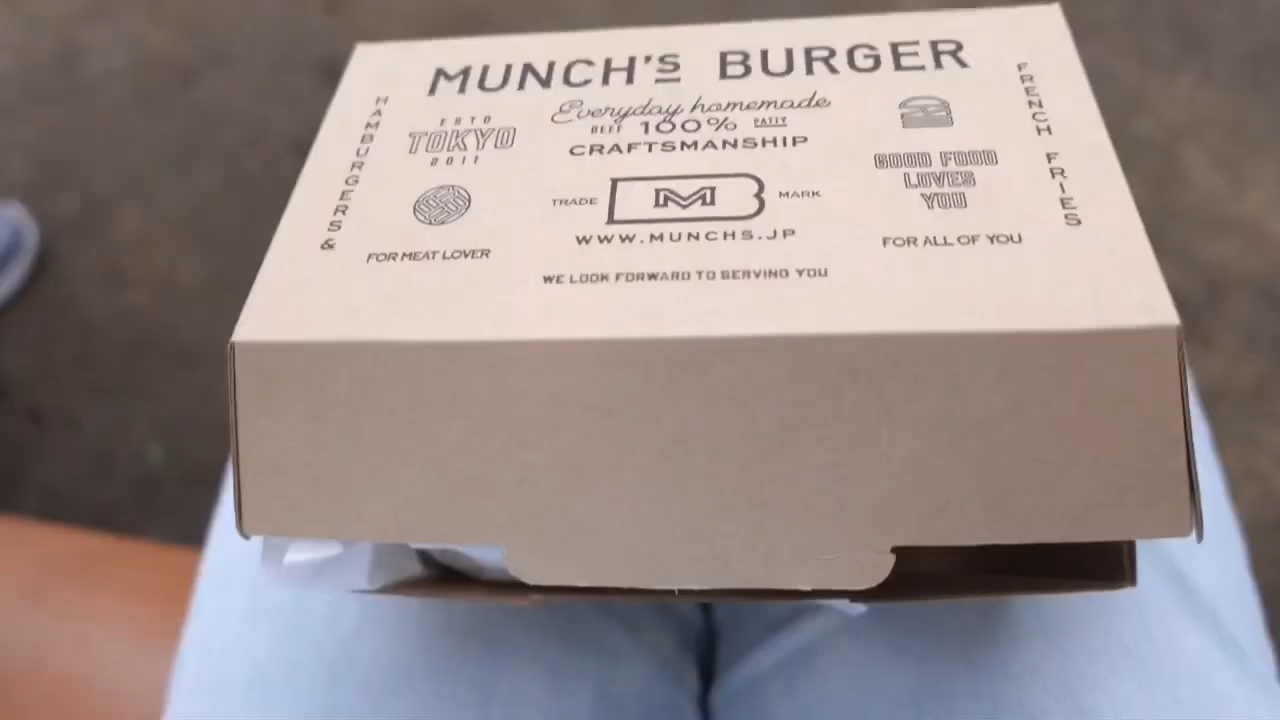 MUNCH'S BURGER
Everyday homemade
BEEF 100% PATTY
CRAFTSMANSHIP
HAMBURGERS &
ESTD
TOKYO
2011
FOR MEAT LOVER
TRADE MARK
WWW.MUNCHS.JP
WE LOOK FORWARD TO SERVING YOU
GOOD FOOD
LOVES
YOU
FOR ALL OF YOU
FRENCH FRIES